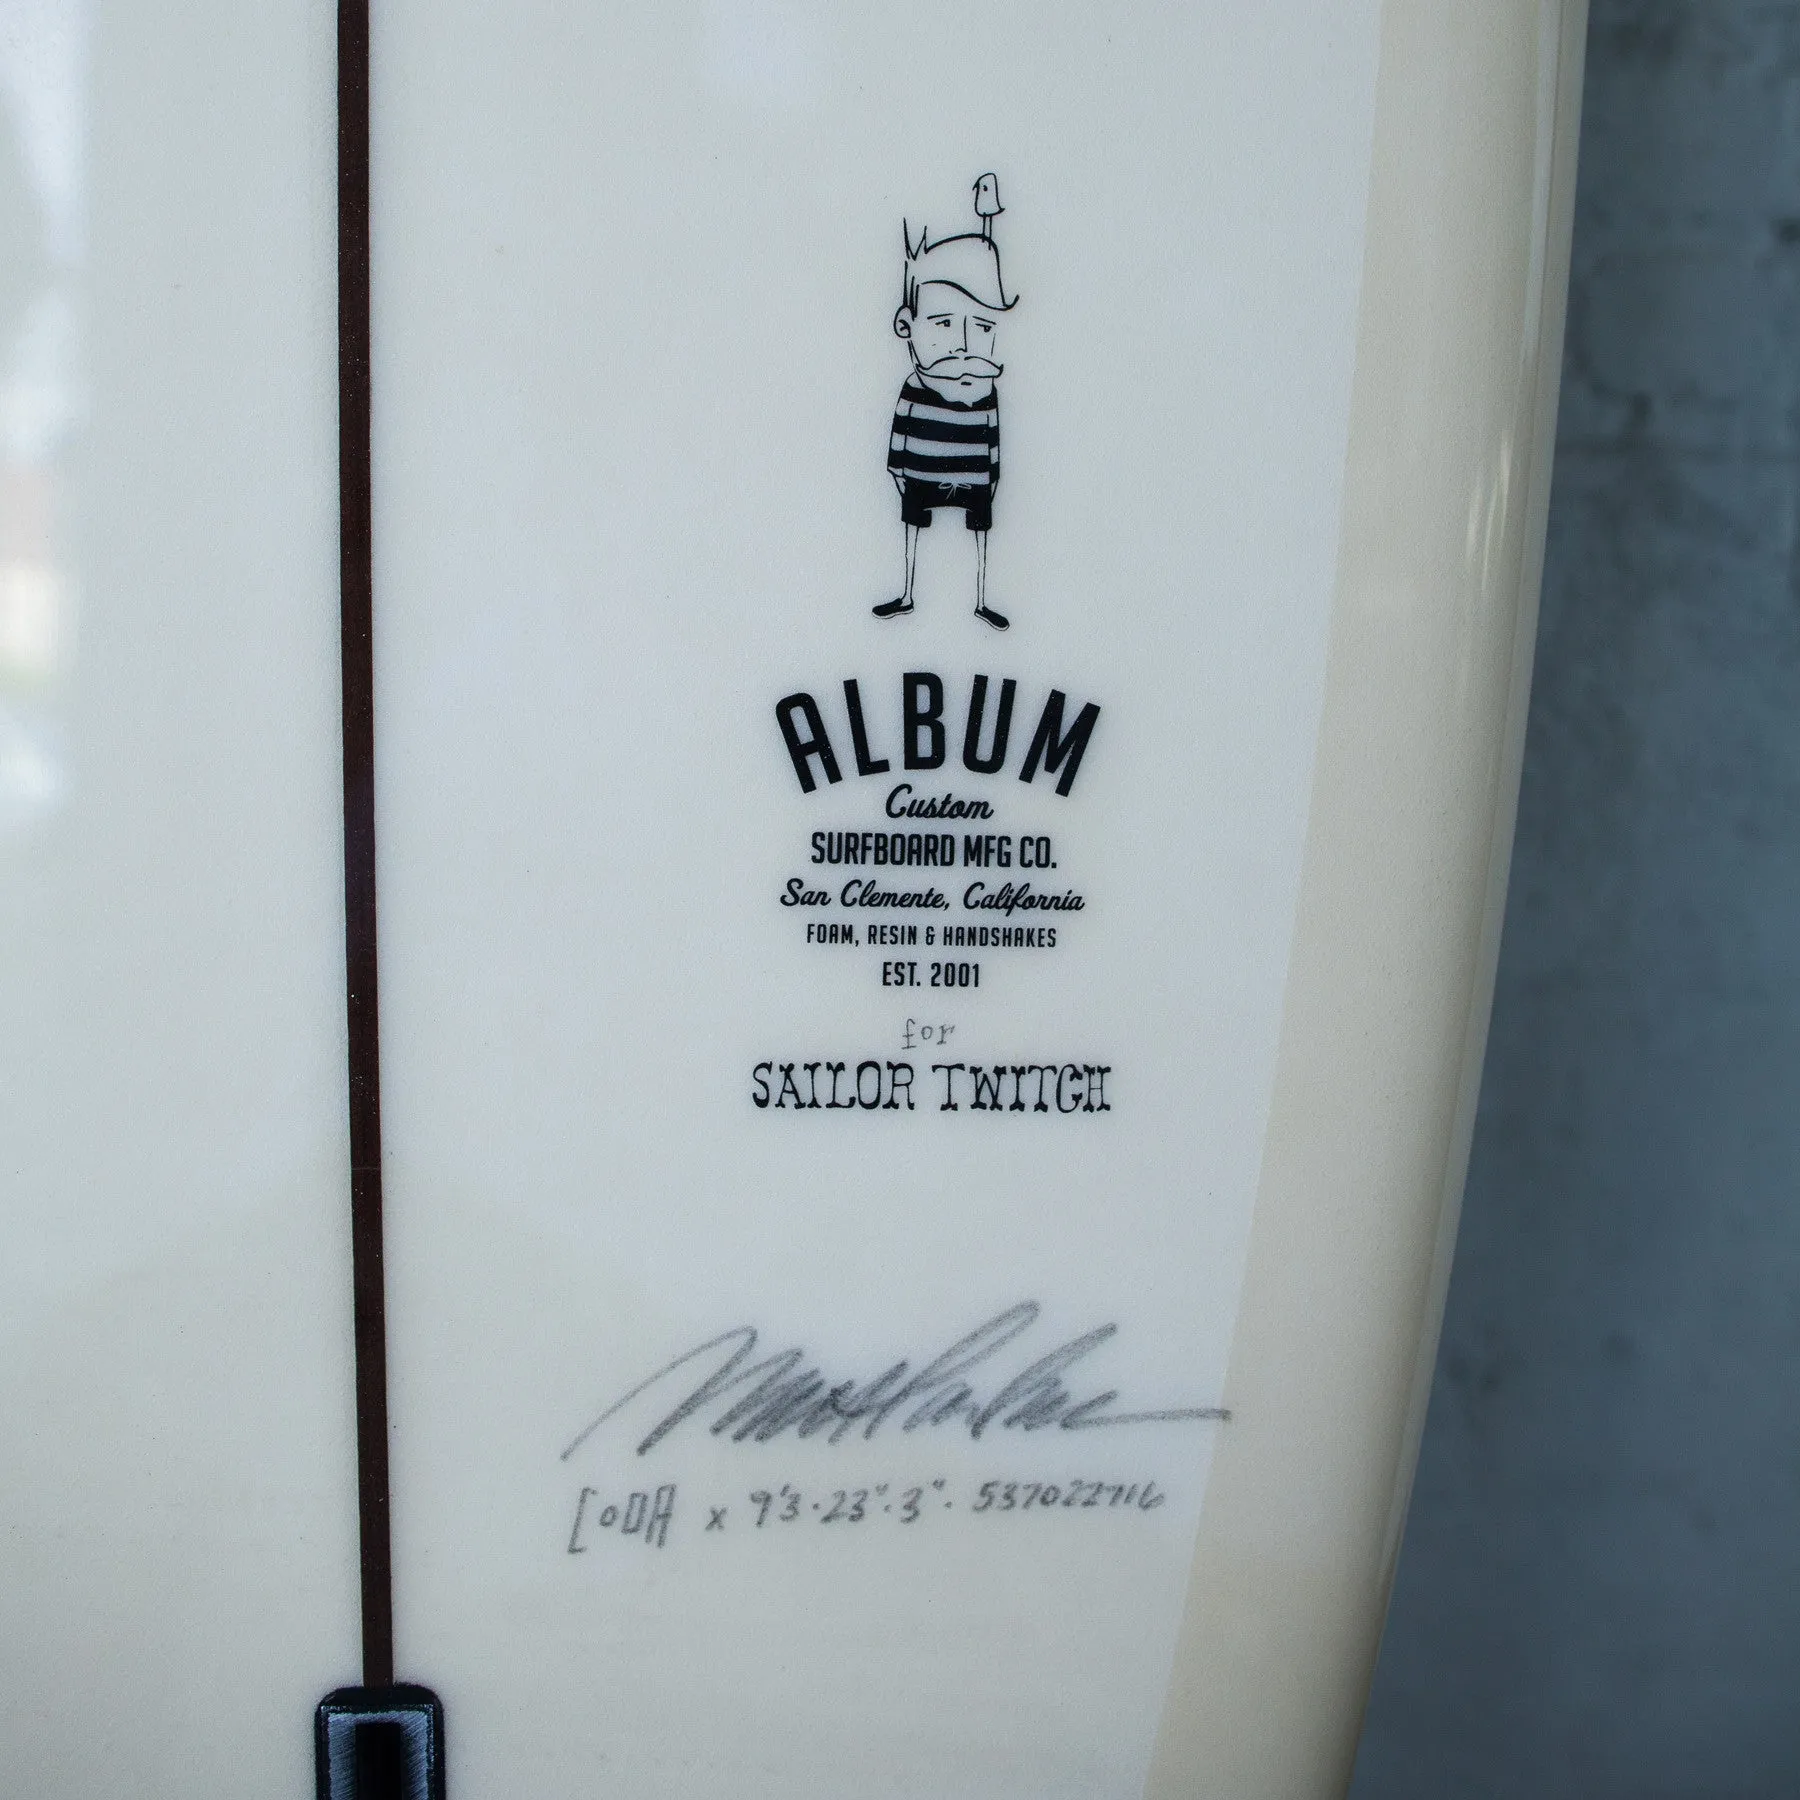 ALBUM
Custom
SURFBOARD MFG CO.
San Clemente, California
FOAM, RESIN & HANDSHAKES
EST. 2001
for
SAILOR TWITCH
x 9'3 · 23" · 3" · 537022716